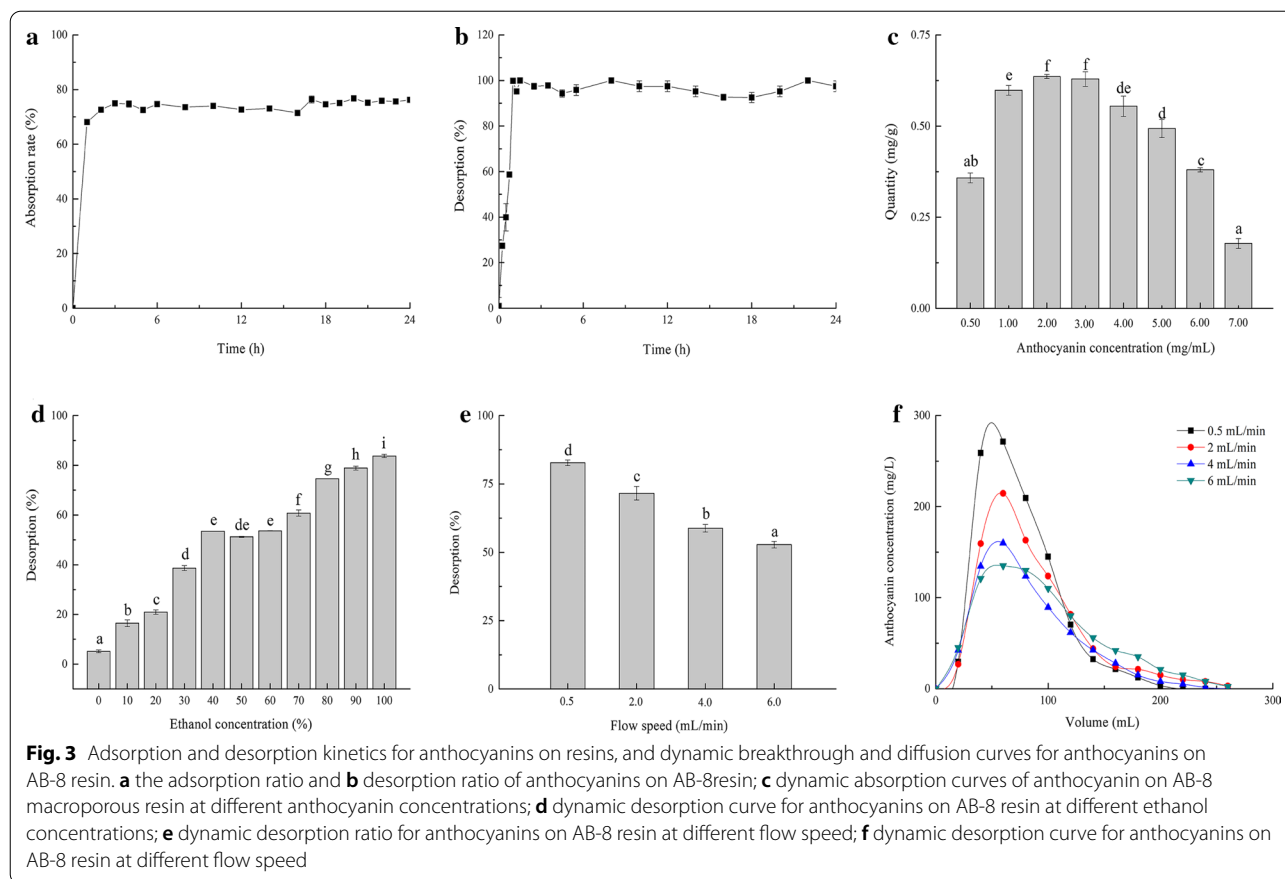 a
Absorption rate (%)
100
80
60
40
20
0
0 6 12 18 24
Time (h)
b
Desorption (%)
120
100
80
60
40
20
0
0 6 12 18 24
Time (h)
c
Quantity (mg/g)
0.75
0.50
0.25
0.00
ab e f f de d c a
0.50 1.00 2.00 3.00 4.00 5.00 6.00 7.00
Anthocyanin concentration (mg/mL)
d
Desorption (%)
100
80
60
40
20
0
a b c d e de e f g h i
0 10 20 30 40 50 60 70 80 90 100
Ethanol concentration (%)
e
Desorption (%)
100
75
50
25
0
d c b a
0.5 2.0 4.0 6.0
Flow speed (mL/min)
f
Anthocyanin concentration (mg/L)
300
200
100
0
0.5 mL/min
2 mL/min
4 mL/min
6 mL/min
0 100 200 300
Volume (mL)
Fig. 3 Adsorption and desorption kinetics for anthocyanins on resins, and dynamic breakthrough and diffusion curves for anthocyanins on
AB-8 resin. a the adsorption ratio and b desorption ratio of anthocyanins on AB-8resin; c dynamic absorption curves of anthocyanin on AB-8
macroporous resin at different anthocyanin concentrations; d dynamic desorption curve for anthocyanins on AB-8 resin at different ethanol
concentrations; e dynamic desorption ratio for anthocyanins on AB-8 resin at different flow speed; f dynamic desorption curve for anthocyanins on
AB-8 resin at different flow speed